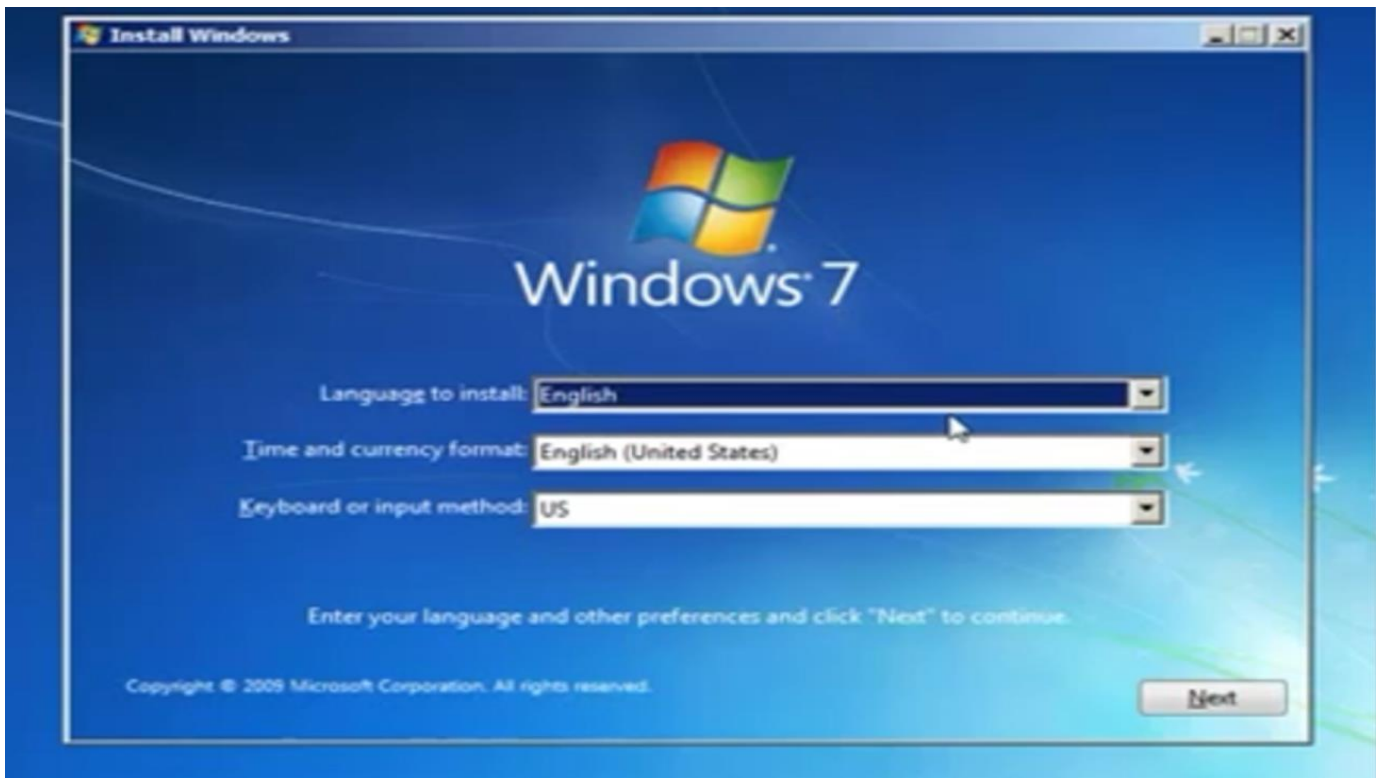 Install Windows
Windows 7
Language to install: English
Time and currency format: English (United States)
Keyboard or input method: US
Enter your language and other preferences and click "Next" to continue.
Copyright © 2009 Microsoft Corporation. All rights reserved.
Next